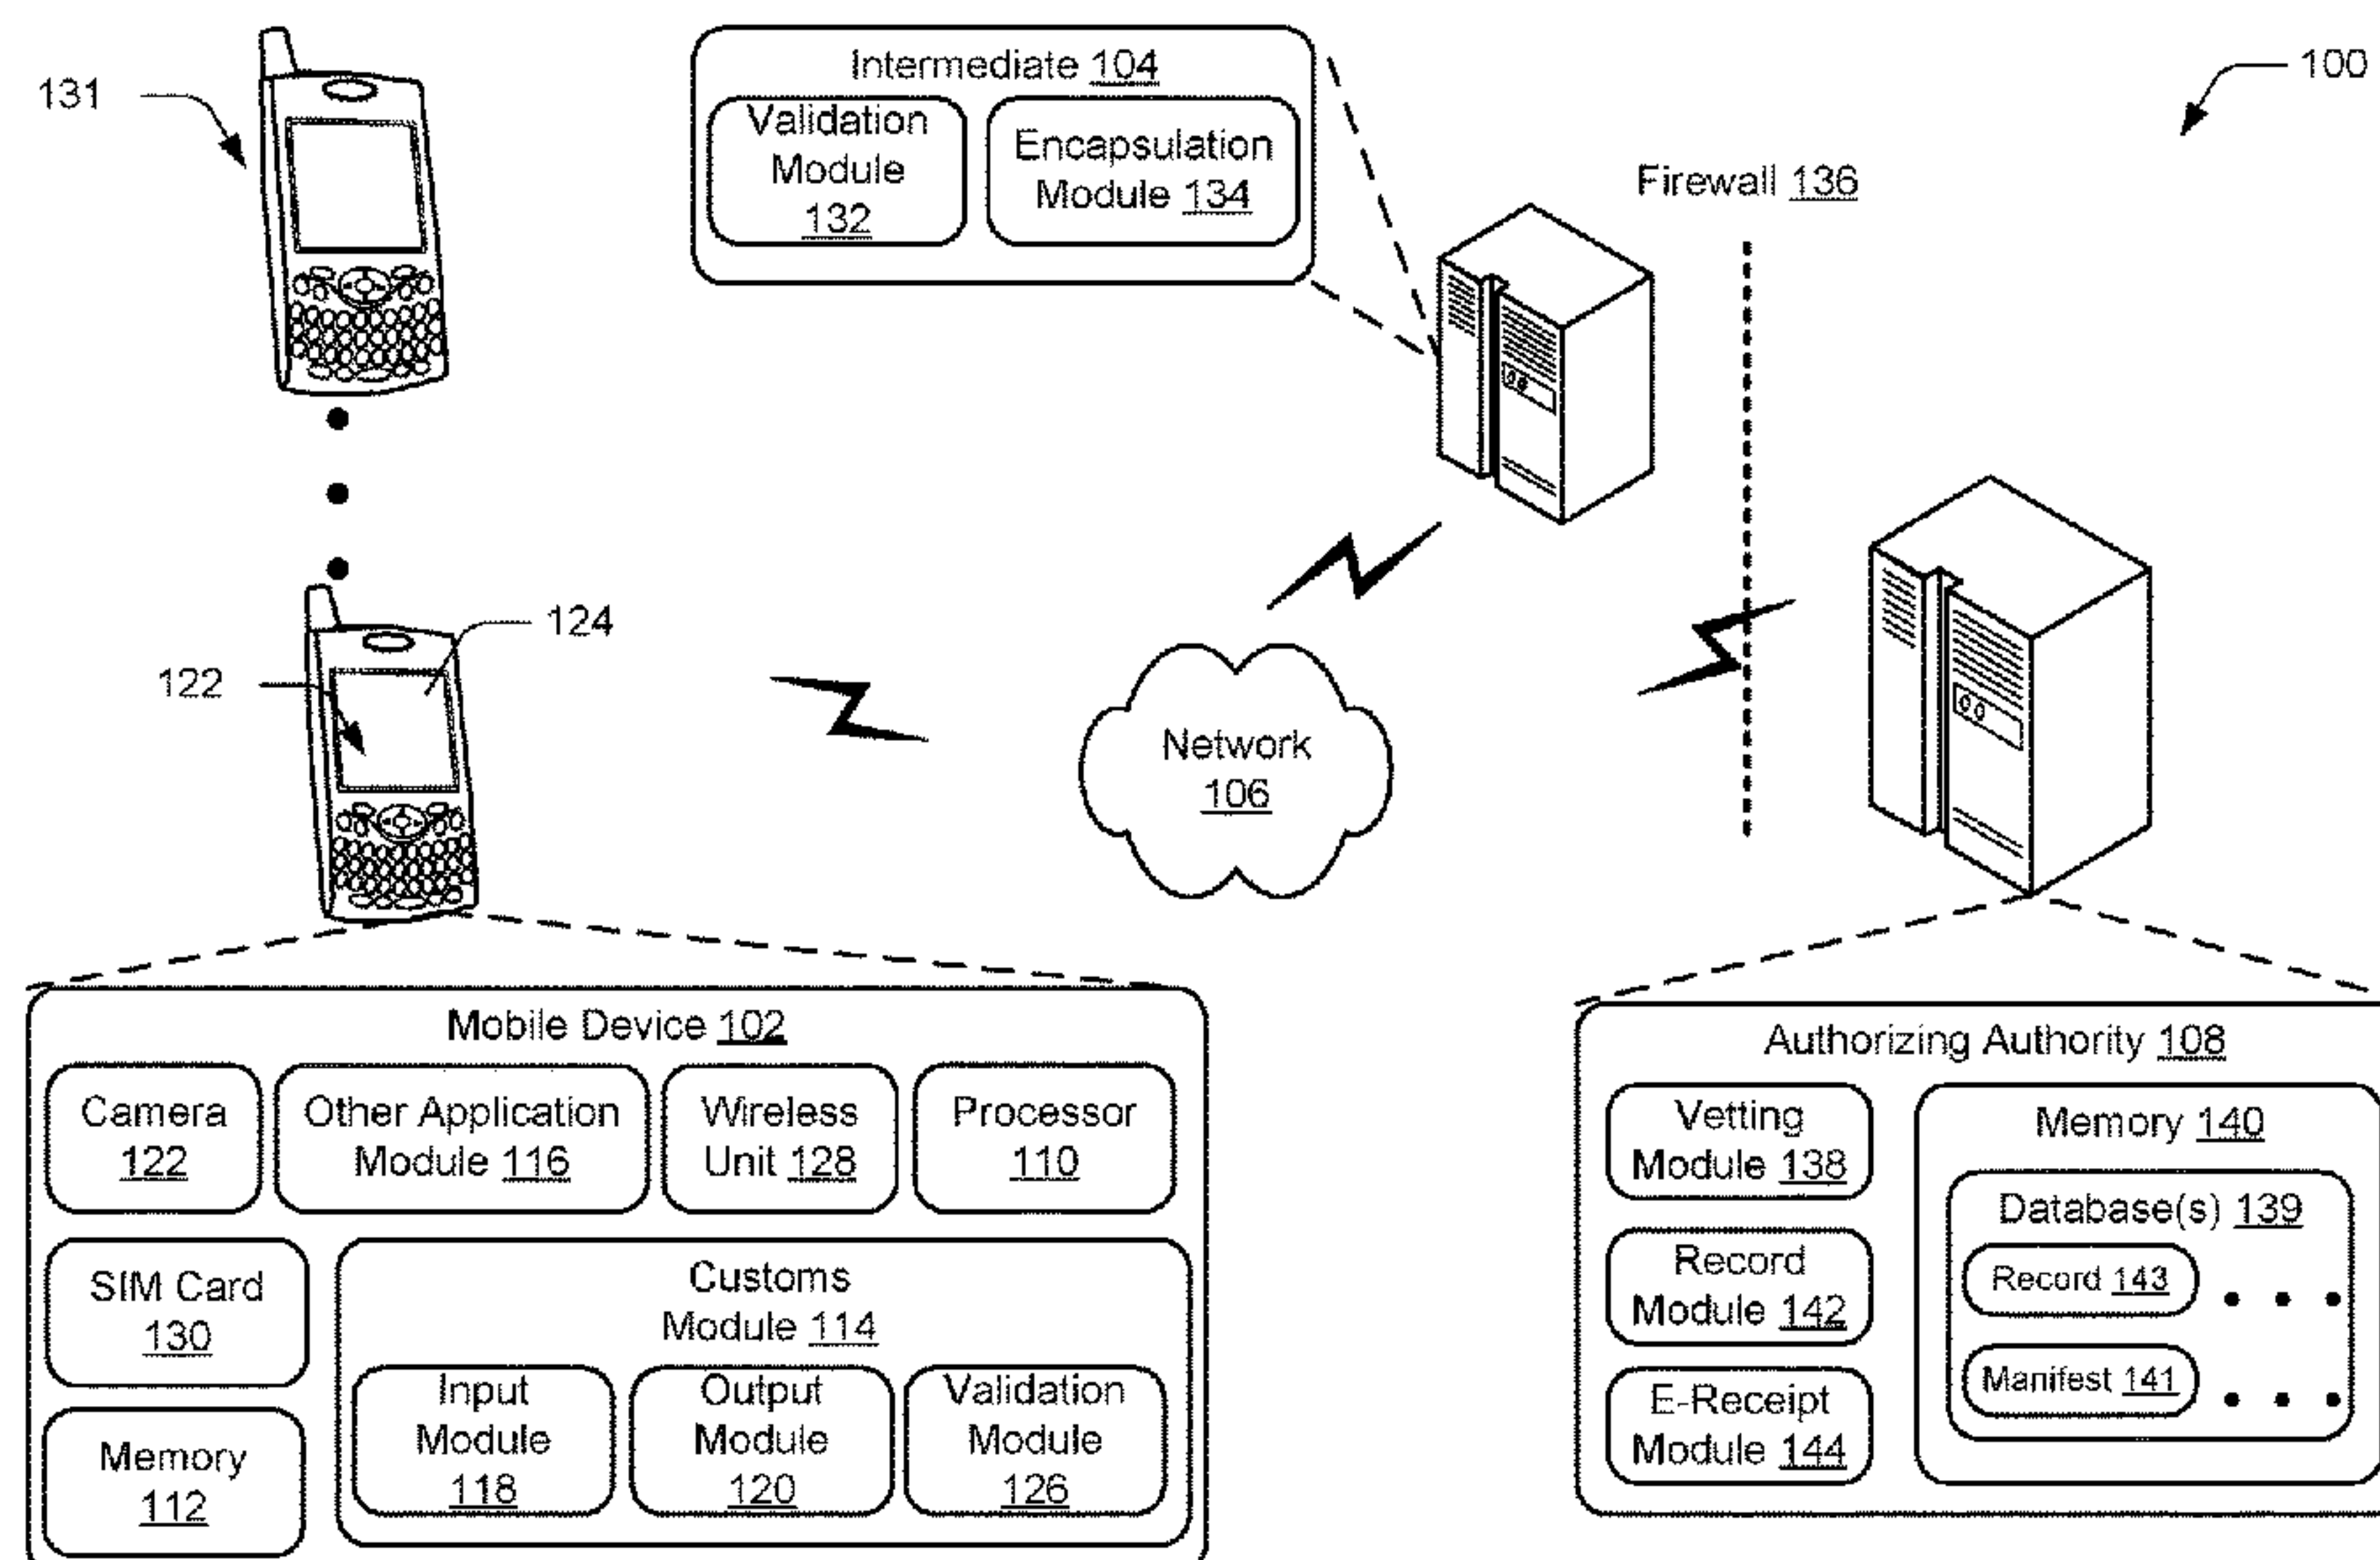 131
Intermediate 104
Validation
Module
132
Encapsulation
Module 134
100
Firewall 136
124
122
Network
106
Mobile Device 102
Camera
122
Other Application
Module 116
Wireless
Unit 128
Processor
110
SIM Card
130
Memory
112
Customs
Module 114
Input
Module
118
Output
Module
120
Validation
Module
126
Authorizing Authority 108
Vetting
Module 138
Record
Module 142
E-Receipt
Module 144
Memory 140
Database(s) 139
Record 143
Manifest 141